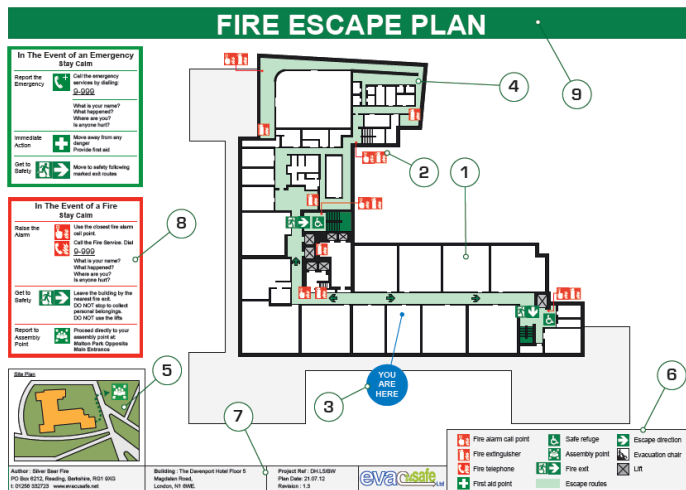 FIRE ESCAPE PLAN
9
In The Event of an Emergency
Stay Calm
Report the
Emergency
Call the emergency
services by dialing:
9-999
What is your name?
What happened?
Where are you?
Is anyone hurt?
Immediate
Action
Move away from any
danger
Provide first aid
Get to
Safety
Move to safety following
marked exit routes
4
2
1
In The Event of a Fire
Stay Calm
Raise the
Alarm
Use the closest fire alarm
call point.
Call the Fire Service. Dial
9-999
What is your name?
What happened?
Where are you?
Is anyone hurt?
Get to
Safety
Leave the building by the
nearest fire exit.
DO NOT stop to collect
personal belongings.
DO NOT use the lifts
Report to
Assembly
Point
Proceed directly to your
assembly point at:
Malton Park Opposite
Main Entrance
8
Site Plan
5
YOU
ARE
HERE
3
6
7
Fire alarm call point
Fire extinguisher
Fire telephone
First aid point
Safe refuge
Assembly point
Fire exit
Escape routes
Escape direction
Evacuation chair
Lift
Author : Silver Bear Fire
PO Box 6212, Reading, Berkshire, RG1 9XG
t: 01256 332723 www.evacusafe.net
Building : The Davenport Hotel Floor 5
Magdalen Road,
London, N1 6WE.
Project Ref : DH.LS/BW
Plan Date: 21.07.12
Revision : 1.3
evacusafe Ltd